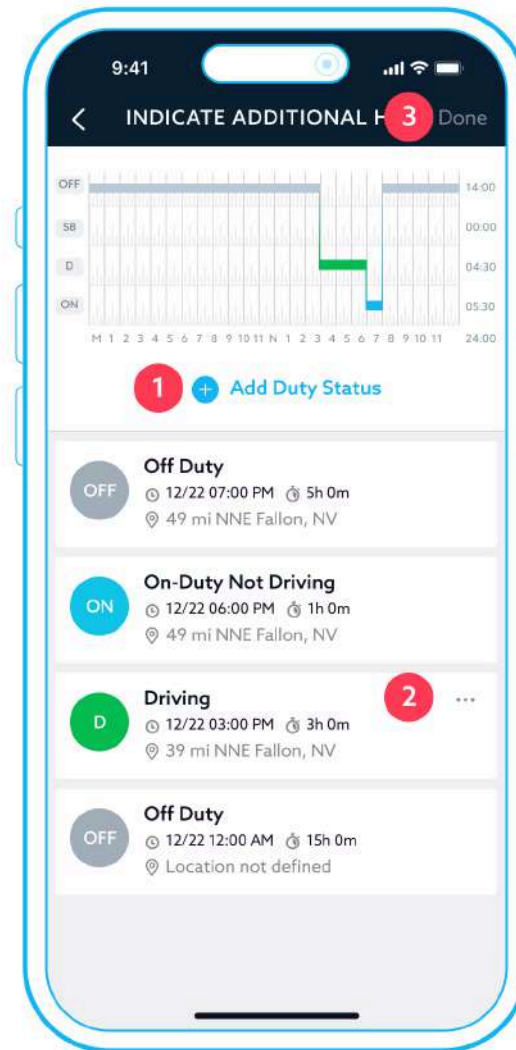 9:41
INDICATE ADDITIONAL H 3 Done
OFF 14:00
SB 00:00
D 04:30
ON 05:30
M 1 2 3 4 5 6 7 8 9 10 11 N 1 2 3 4 5 6 7 8 9 10 11 24:00
1 + Add Duty Status
Off Duty
OFF 12/22 07:00 PM 5h 0m
49 mi NNE Fallon, NV
On-Duty Not Driving
ON 12/22 06:00 PM 1h 0m
49 mi NNE Fallon, NV
Driving 2 ...
D 12/22 03:00 PM 3h 0m
39 mi NNE Fallon, NV
Off Duty
OFF 12/22 12:00 AM 15h 0m
Location not defined